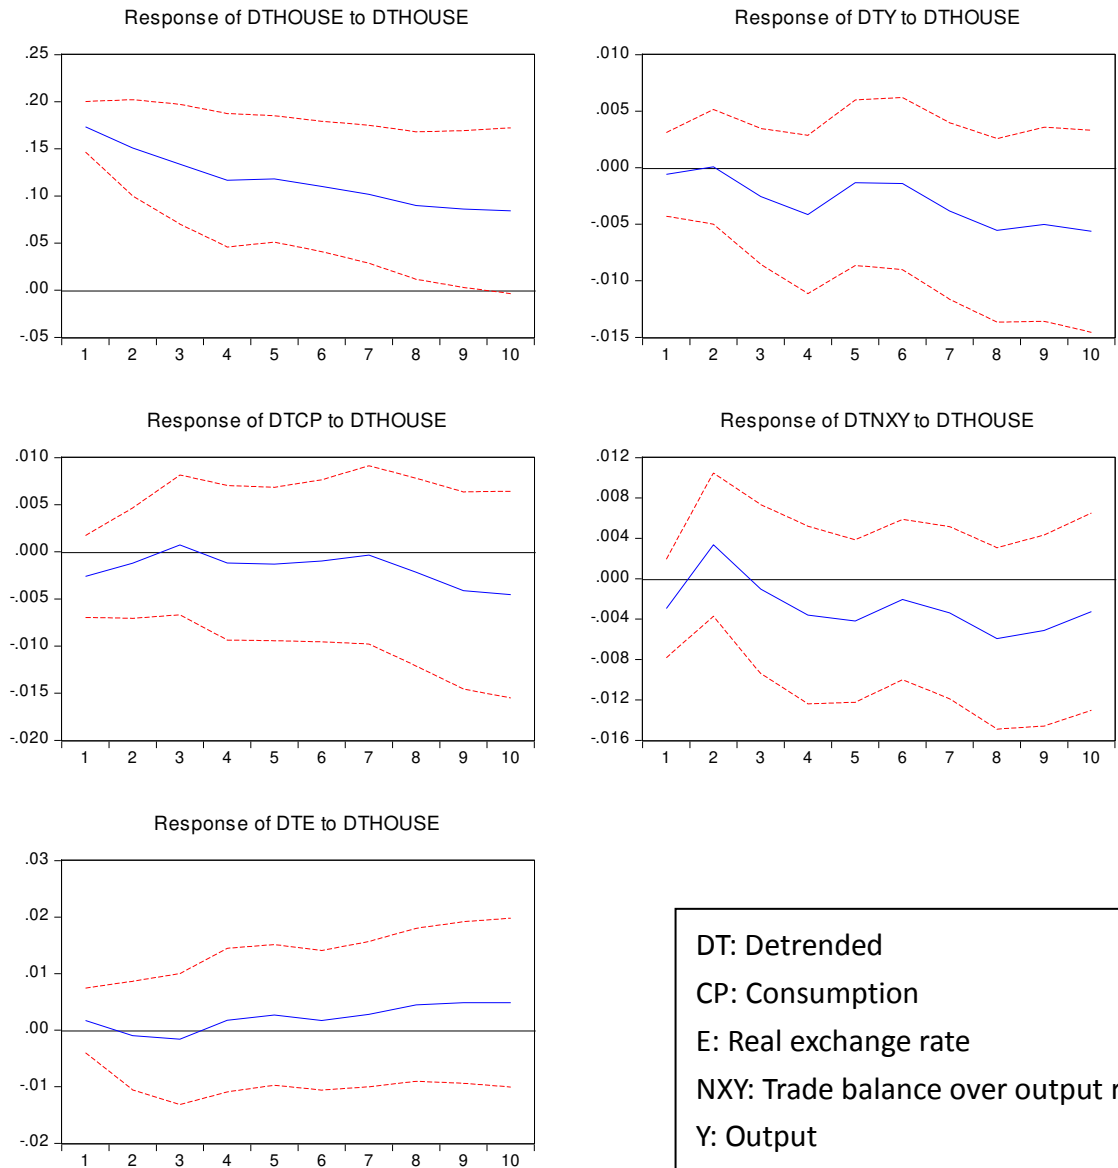 Response of DTHOUSE to DTHOUSE
.25
.20
.15
.10
.05
.00
-.05
1 2 3 4 5 6 7 8 9 10
Response of DTY to DTHOUSE
.010
.005
.000
-.005
-.010
-.015
1 2 3 4 5 6 7 8 9 10
Response of DTCP to DTHOUSE
.010
.005
.000
-.005
-.010
-.015
-.020
1 2 3 4 5 6 7 8 9 10
Response of DTNXY to DTHOUSE
.012
.008
.004
.000
-.004
-.008
-.012
-.016
1 2 3 4 5 6 7 8 9 10
Response of DTE to DTHOUSE
.03
.02
.01
.00
-.01
-.02
1 2 3 4 5 6 7 8 9 10
DT: Detrended
CP: Consumption
E: Real exchange rate
NXY: Trade balance over output
Y: Output